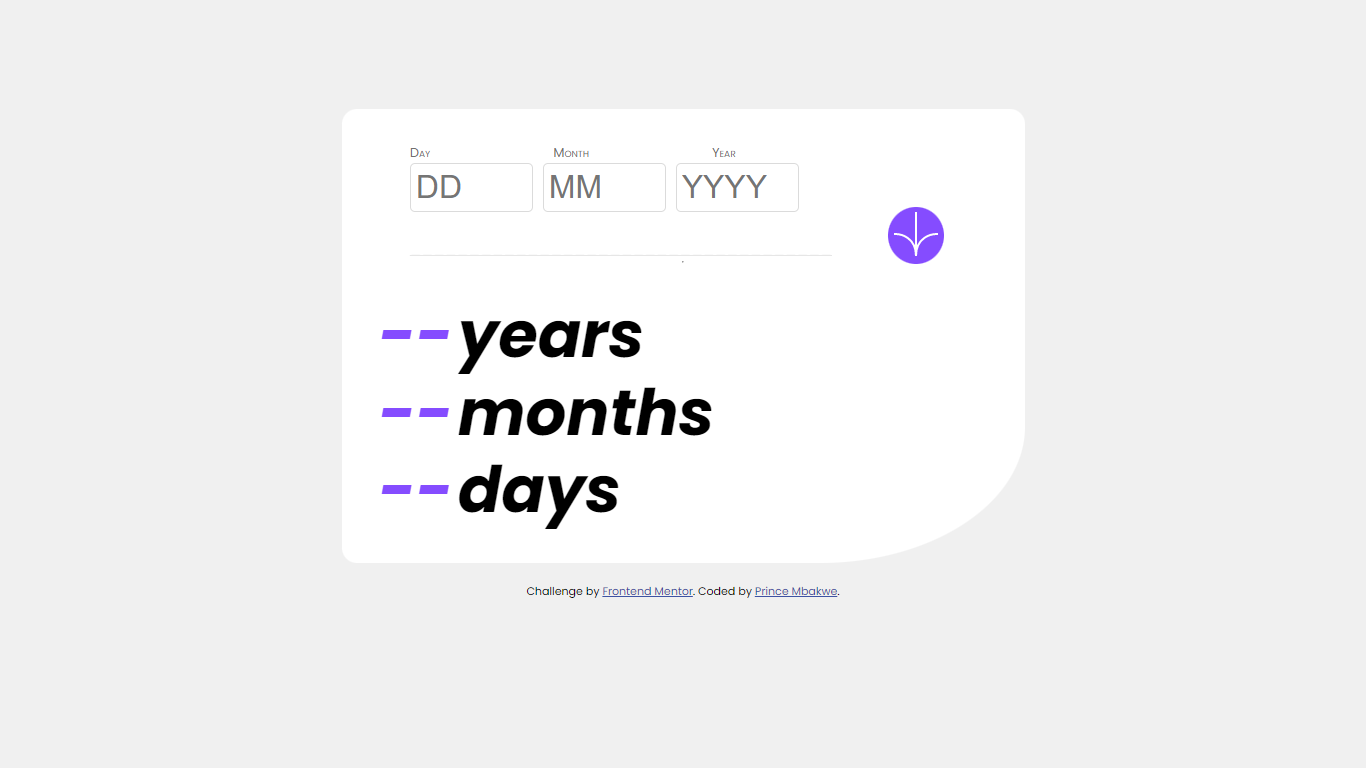 Day Month Year
DD MM YYYY
-- years
-- months
-- days
Challenge by Frontend Mentor. Coded by Prince Mbakwe.